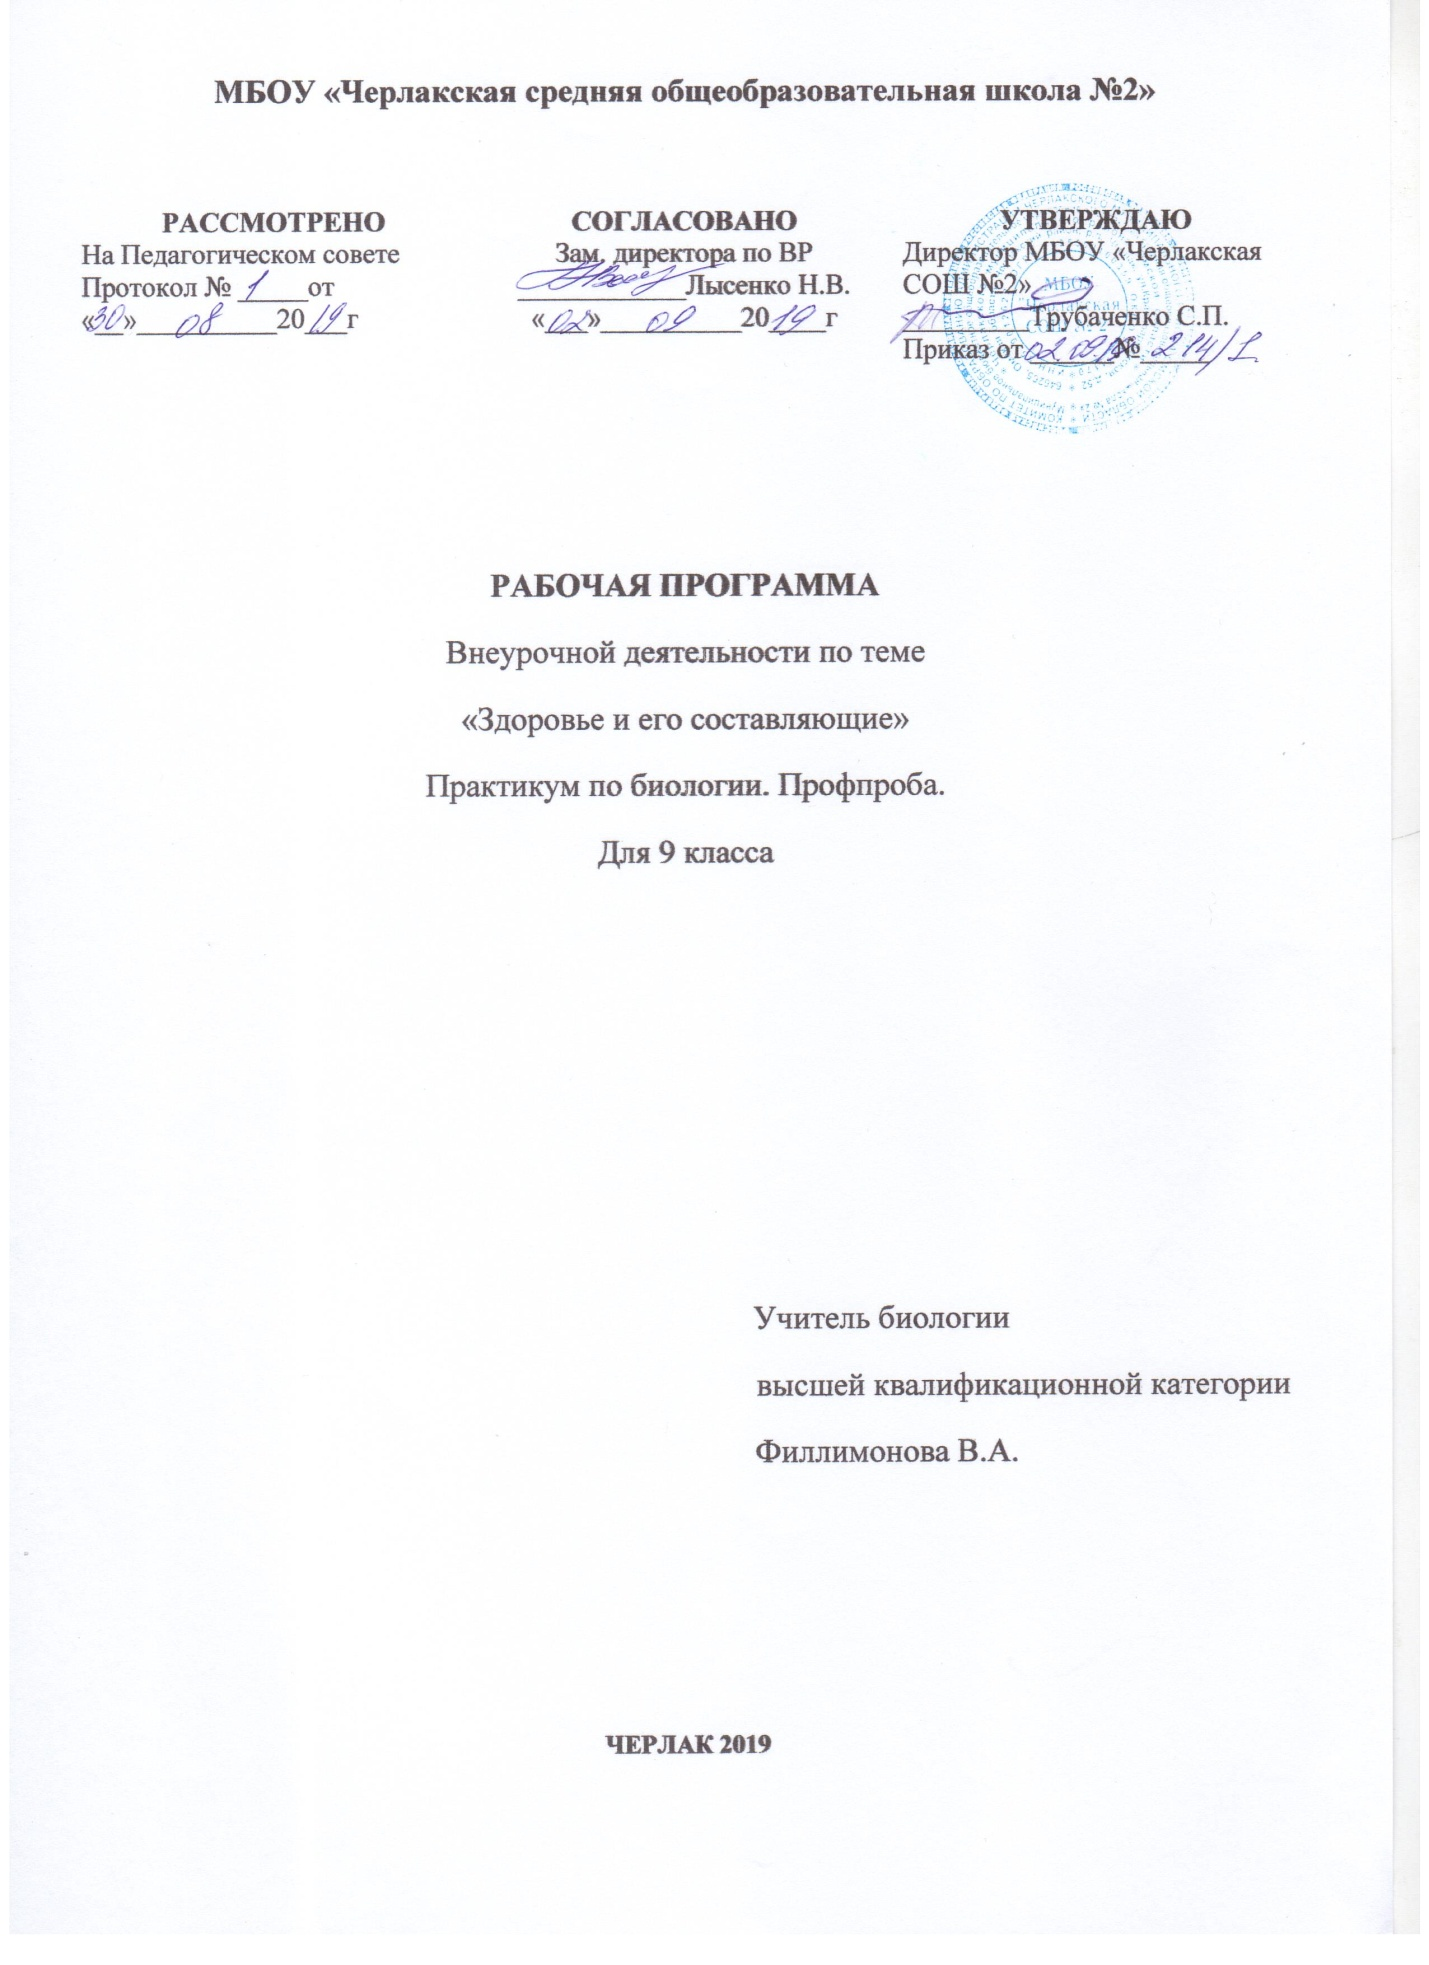 МБОУ «Черлакская средняя общеобразовательная школа №2»
РАССМОТРЕНО
На Педагогическом совете
Протокол № 1 от
«30» 08 2019 г
СОГЛАСОВАНО
Зам. директора по ВР
Лысенко Н.В.
«02» 09 2019 г
УТВЕРЖДАЮ
Директор МБОУ «Черлакская
СОШ №2»
Трубаченко С.П.
Приказ от 02.09.19 № 214/1
МБОУ
РАБОЧАЯ ПРОГРАММА
Внеурочной деятельности по теме
«Здоровье и его составляющие»
Практикум по биологии. Профпроба.
Для 9 класса
Учитель биологии
высшей квалификационной категории
Филлимонова В.А.
ЧЕРЛАК 2019